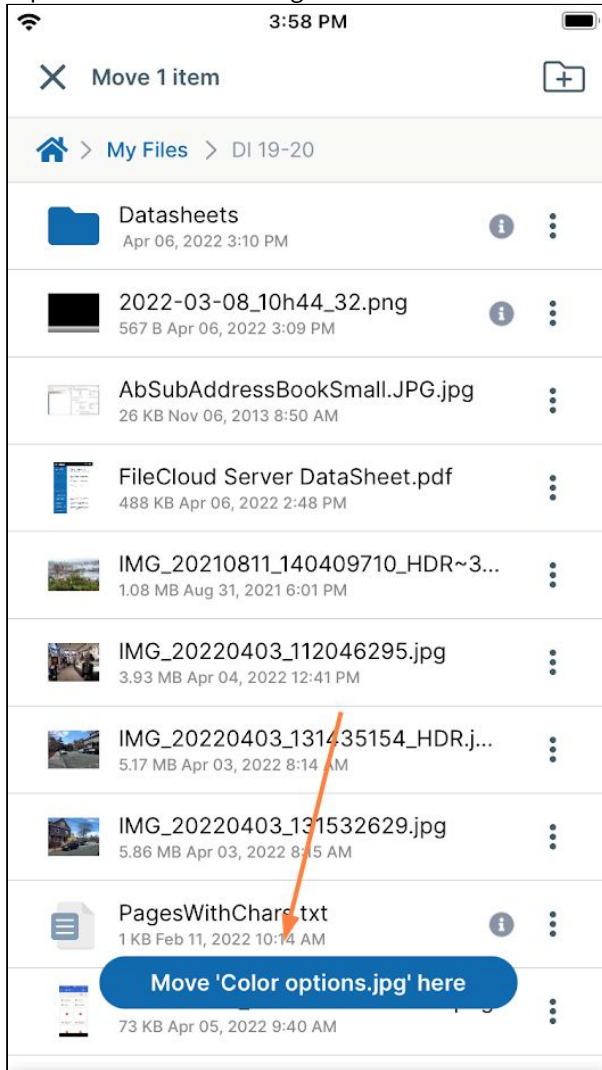 3:58 PM
Move 1 item
My Files > DI 19-20
Datasheets
Apr 06, 2022 3:10 PM
2022-03-08_10h44_32.png
567 B Apr 06, 2022 3:09 PM
AbSubAddressBookSmall.JPG.jpg
26 KB Nov 06, 2013 8:50 AM
FileCloud Server DataSheet.pdf
488 KB Apr 06, 2022 2:48 PM
IMG_20210811_140409710_HDR~3...
1.08 MB Aug 31, 2021 6:01 PM
IMG_20220403_112046295.jpg
3.93 MB Apr 04, 2022 12:41 PM
IMG_20220403_131435154_HDR.j...
5.17 MB Apr 03, 2022 8:14 AM
IMG_20220403_131532629.jpg
5.86 MB Apr 03, 2022 8:15 AM
PagesWithChars.txt
1 KB Feb 11, 2022 10:14 AM
Move 'Color options.jpg' here
73 KB Apr 05, 2022 9:40 AM